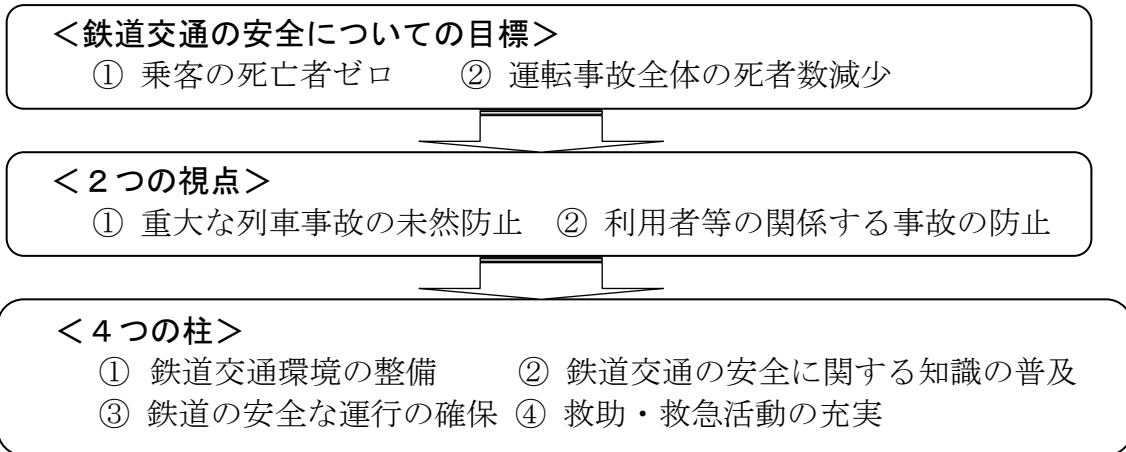 ＜鉄道交通の安全についての目標＞
① 乗客の死亡者ゼロ　② 運転事故全体の死者数減少
＜２つの視点＞
① 重大な列車事故の未然防止　② 利用者等の関係する事故の防止
＜４つの柱＞
① 鉄道交通環境の整備　② 鉄道交通の安全に関する知識の普及
③ 鉄道の安全な運行の確保 ④ 救助・救急活動の充実